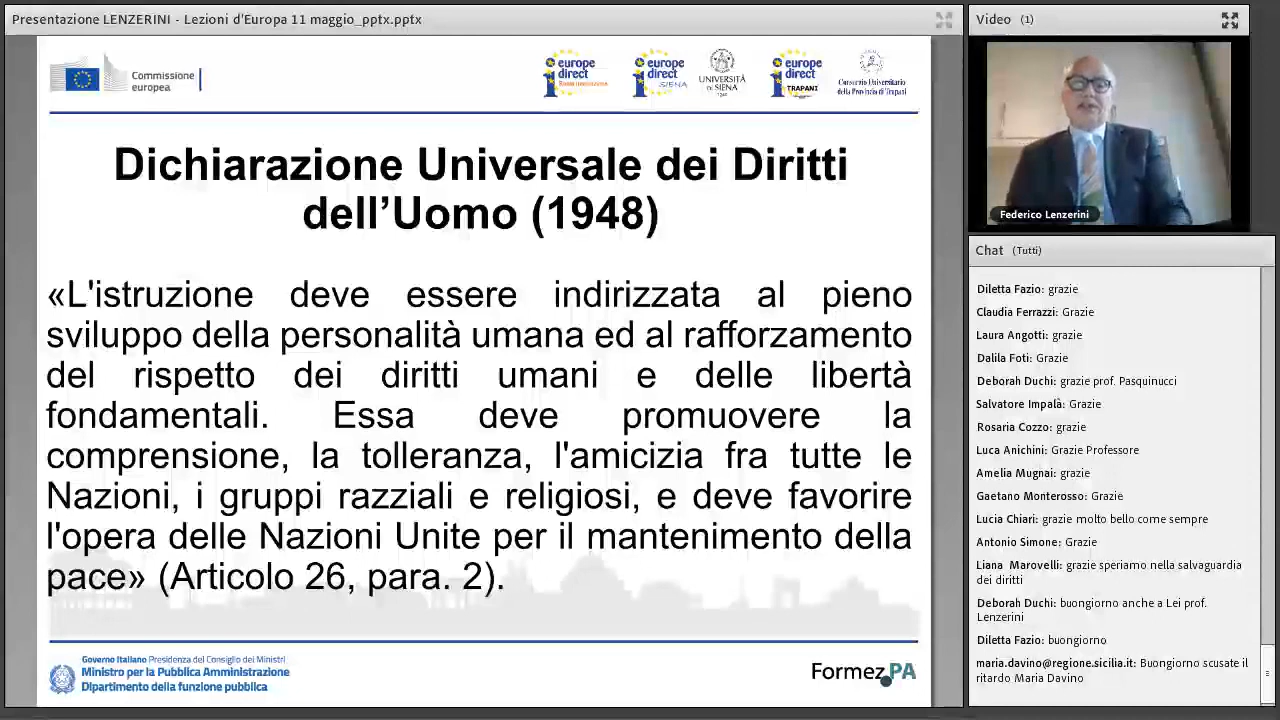 Presentazione LENZERINI - Lezioni d'Europa 11 maggio_pptx.pptx
Commissione
europea
europe
direct
europe
direct
SIENA
UNIVERSITÀ
DI SIENA
1240
europe
direct
TRAPANI
Consorzio Universitario
della Provincia di Trapani
Dichiarazione Universale dei Diritti
dell’Uomo (1948)
«L'istruzione deve essere indirizzata al pieno
sviluppo della personalità umana ed al rafforzamento
del rispetto dei diritti umani e delle libertà
fondamentali. Essa deve promuovere la
comprensione, la tolleranza, l'amicizia fra tutte le
Nazioni, i gruppi razziali e religiosi, e deve favorire
l'opera delle Nazioni Unite per il mantenimento della
pace» (Articolo 26, para. 2).
Governo Italiano Presidenza del Consiglio dei Ministri
Ministro per la Pubblica Amministrazione
Dipartimento della funzione pubblica
Formez PA
Video (1)
Federico Lenzerini
Chat (Tutti)
Diletta Fazio: grazie
Claudia Ferrazzi: Grazie
Laura Angotti: grazie
Dalila Foti: Grazie
Deborah Duchi: grazie prof. Pasquinucci
Salvatore Impalà: Grazie
Rosaria Cozzo: grazie
Luca Anichini: Grazie Professore
Amelia Mugnai: grazie
Gaetano Monterosso: Grazie
Lucia Chiari: grazie molto bello come sempre
Antonio Simone: Grazie
Liana Marovelli: grazie speriamo nella salvaguardia
dei diritti
Deborah Duchi: buongiorno anche a Lei prof.
Lenzerini
Diletta Fazio: buongiorno
maria.davino@regione.sicilia.it: Buongiorno scusate il
ritardo Maria Davino